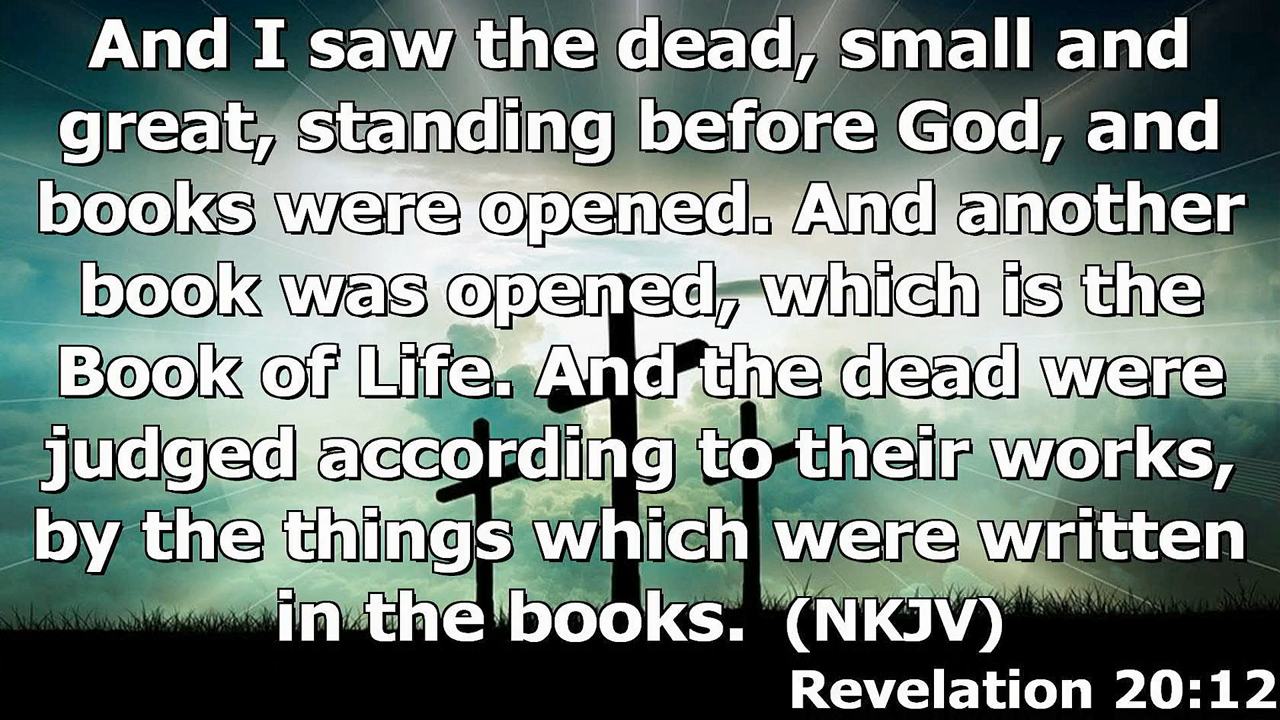 And I saw the dead, small and
great, standing before God, and
books were opened. And another
book was opened, which is the
Book of Life. And the dead were
judged according to their works,
by the things which were written
in the books. (NKJV)
Revelation 20:12